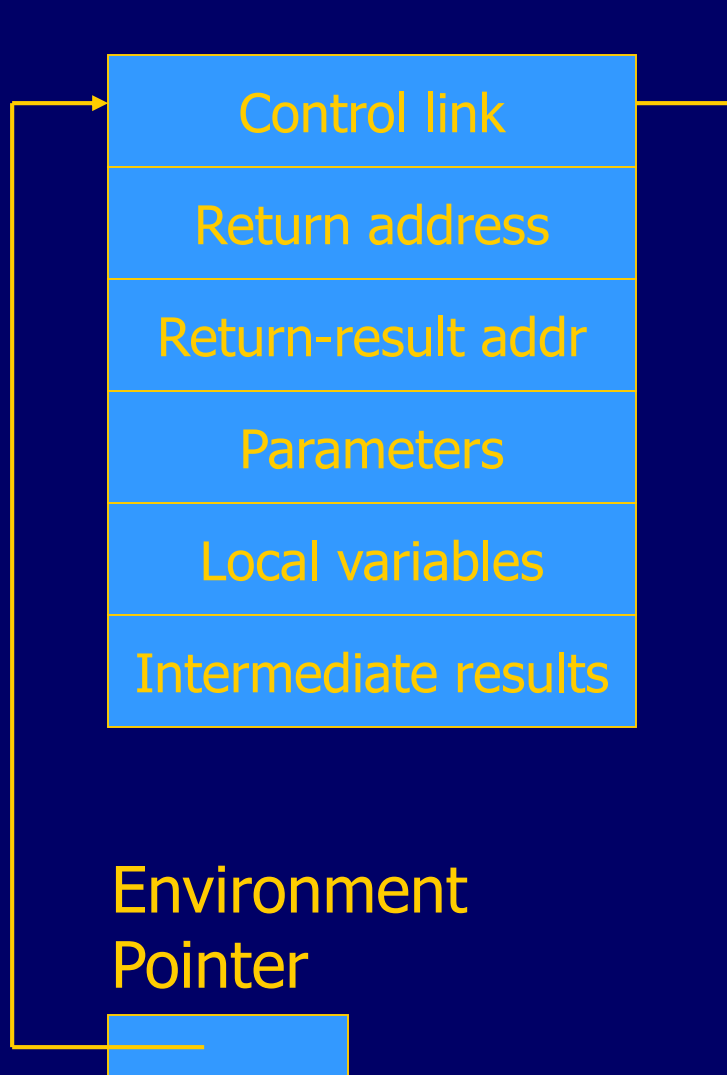 Control link
Return address
Return-result addr
Parameters
Local variables
Intermediate results
Environment
Pointer